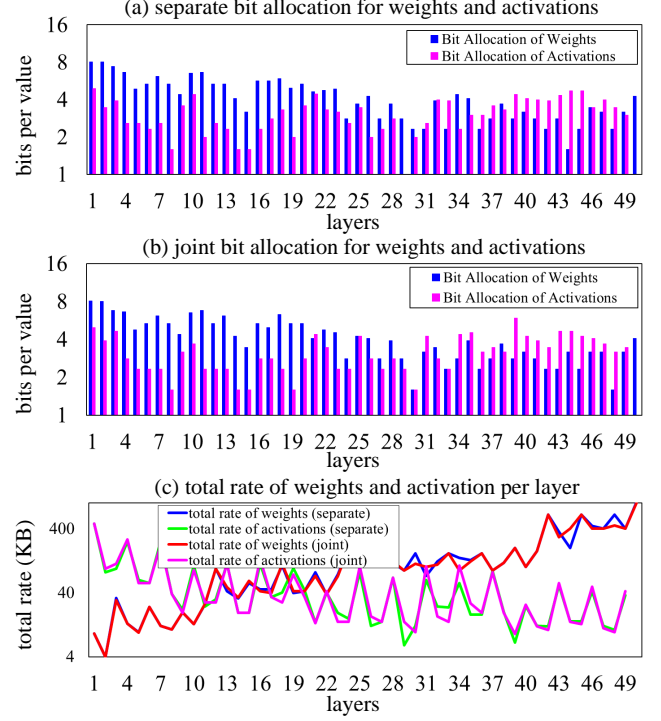 (a) separate bit allocation for weights and activations
16
8
4
2
1
bits per value
Bit Allocation of Weights
Bit Allocation of Activations
1 4 7 10 13 16 19 22 25 28 31 34 37 40 43 46 49
layers
(b) joint bit allocation for weights and activations
16
8
4
2
1
bits per value
Bit Allocation of Weights
Bit Allocation of Activations
1 4 7 10 13 16 19 22 25 28 31 34 37 40 43 46 49
layers
(c) total rate of weights and activation per layer
400
40
4
total rate (KB)
total rate of weights (separate)
total rate of activations (separate)
total rate of weights (joint)
total rate of activations (joint)
1 4 7 10 13 16 19 22 25 28 31 34 37 40 43 46 49
layers